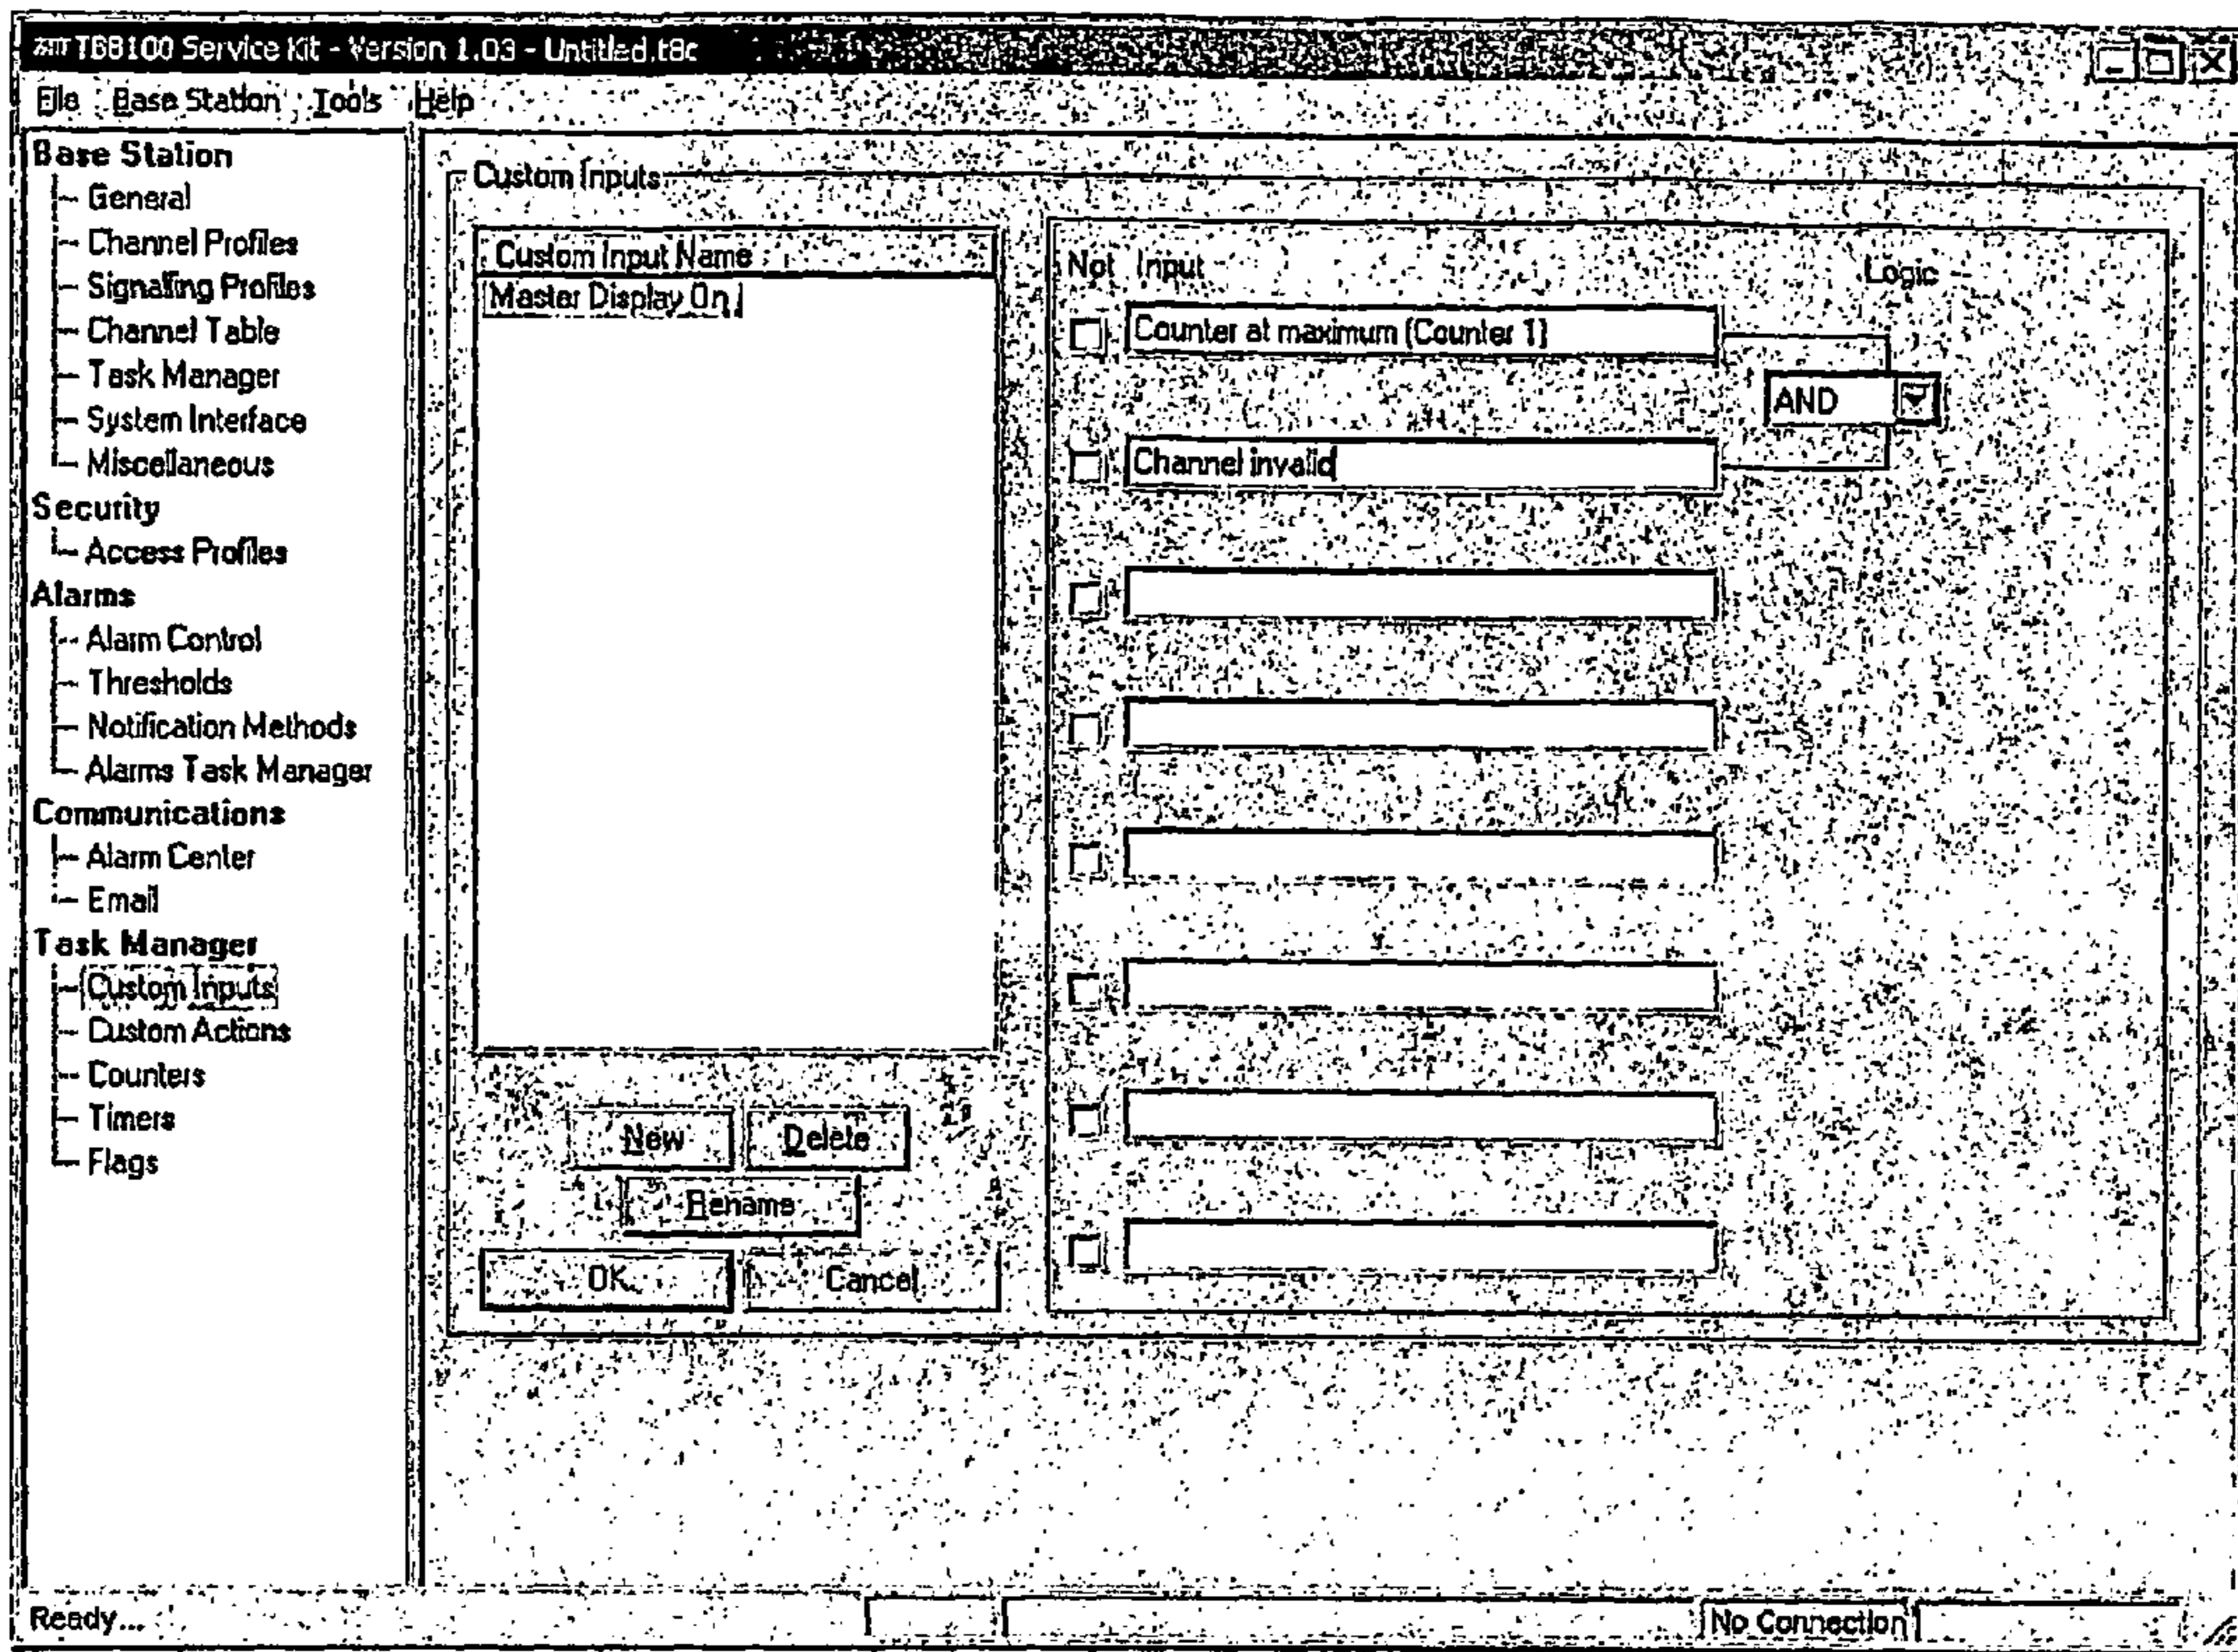 TB8100 Service Kit - Version 1.03 - Untitled.t8c
File Base Station Tools Help
Base Station
General
Channel Profiles
Signalling Profiles
Channel Table
Task Manager
System Interface
Miscellaneous
Security
Access Profiles
Alarms
Alarm Control
Thresholds
Notification Methods
Alarms Task Manager
Communications
Alarm Center
Email
Task Manager
Custom Inputs
Custom Actions
Counters
Timers
Flags
Custom Inputs
Custom Input Name
Master Display On
New Delete
Rename
OK Cancel
Not Input Logic
Counter at maximum (Counter 1)
AND
Channel invalid
Ready...
No Connection